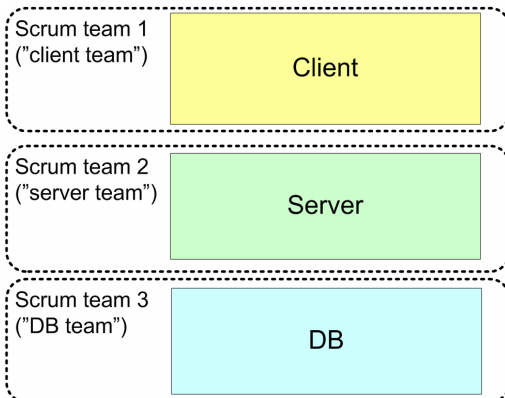 Scrum team 1
(”client team”)
Client
Scrum team 2
(”server team”)
Server
Scrum team 3
(”DB team”)
DB